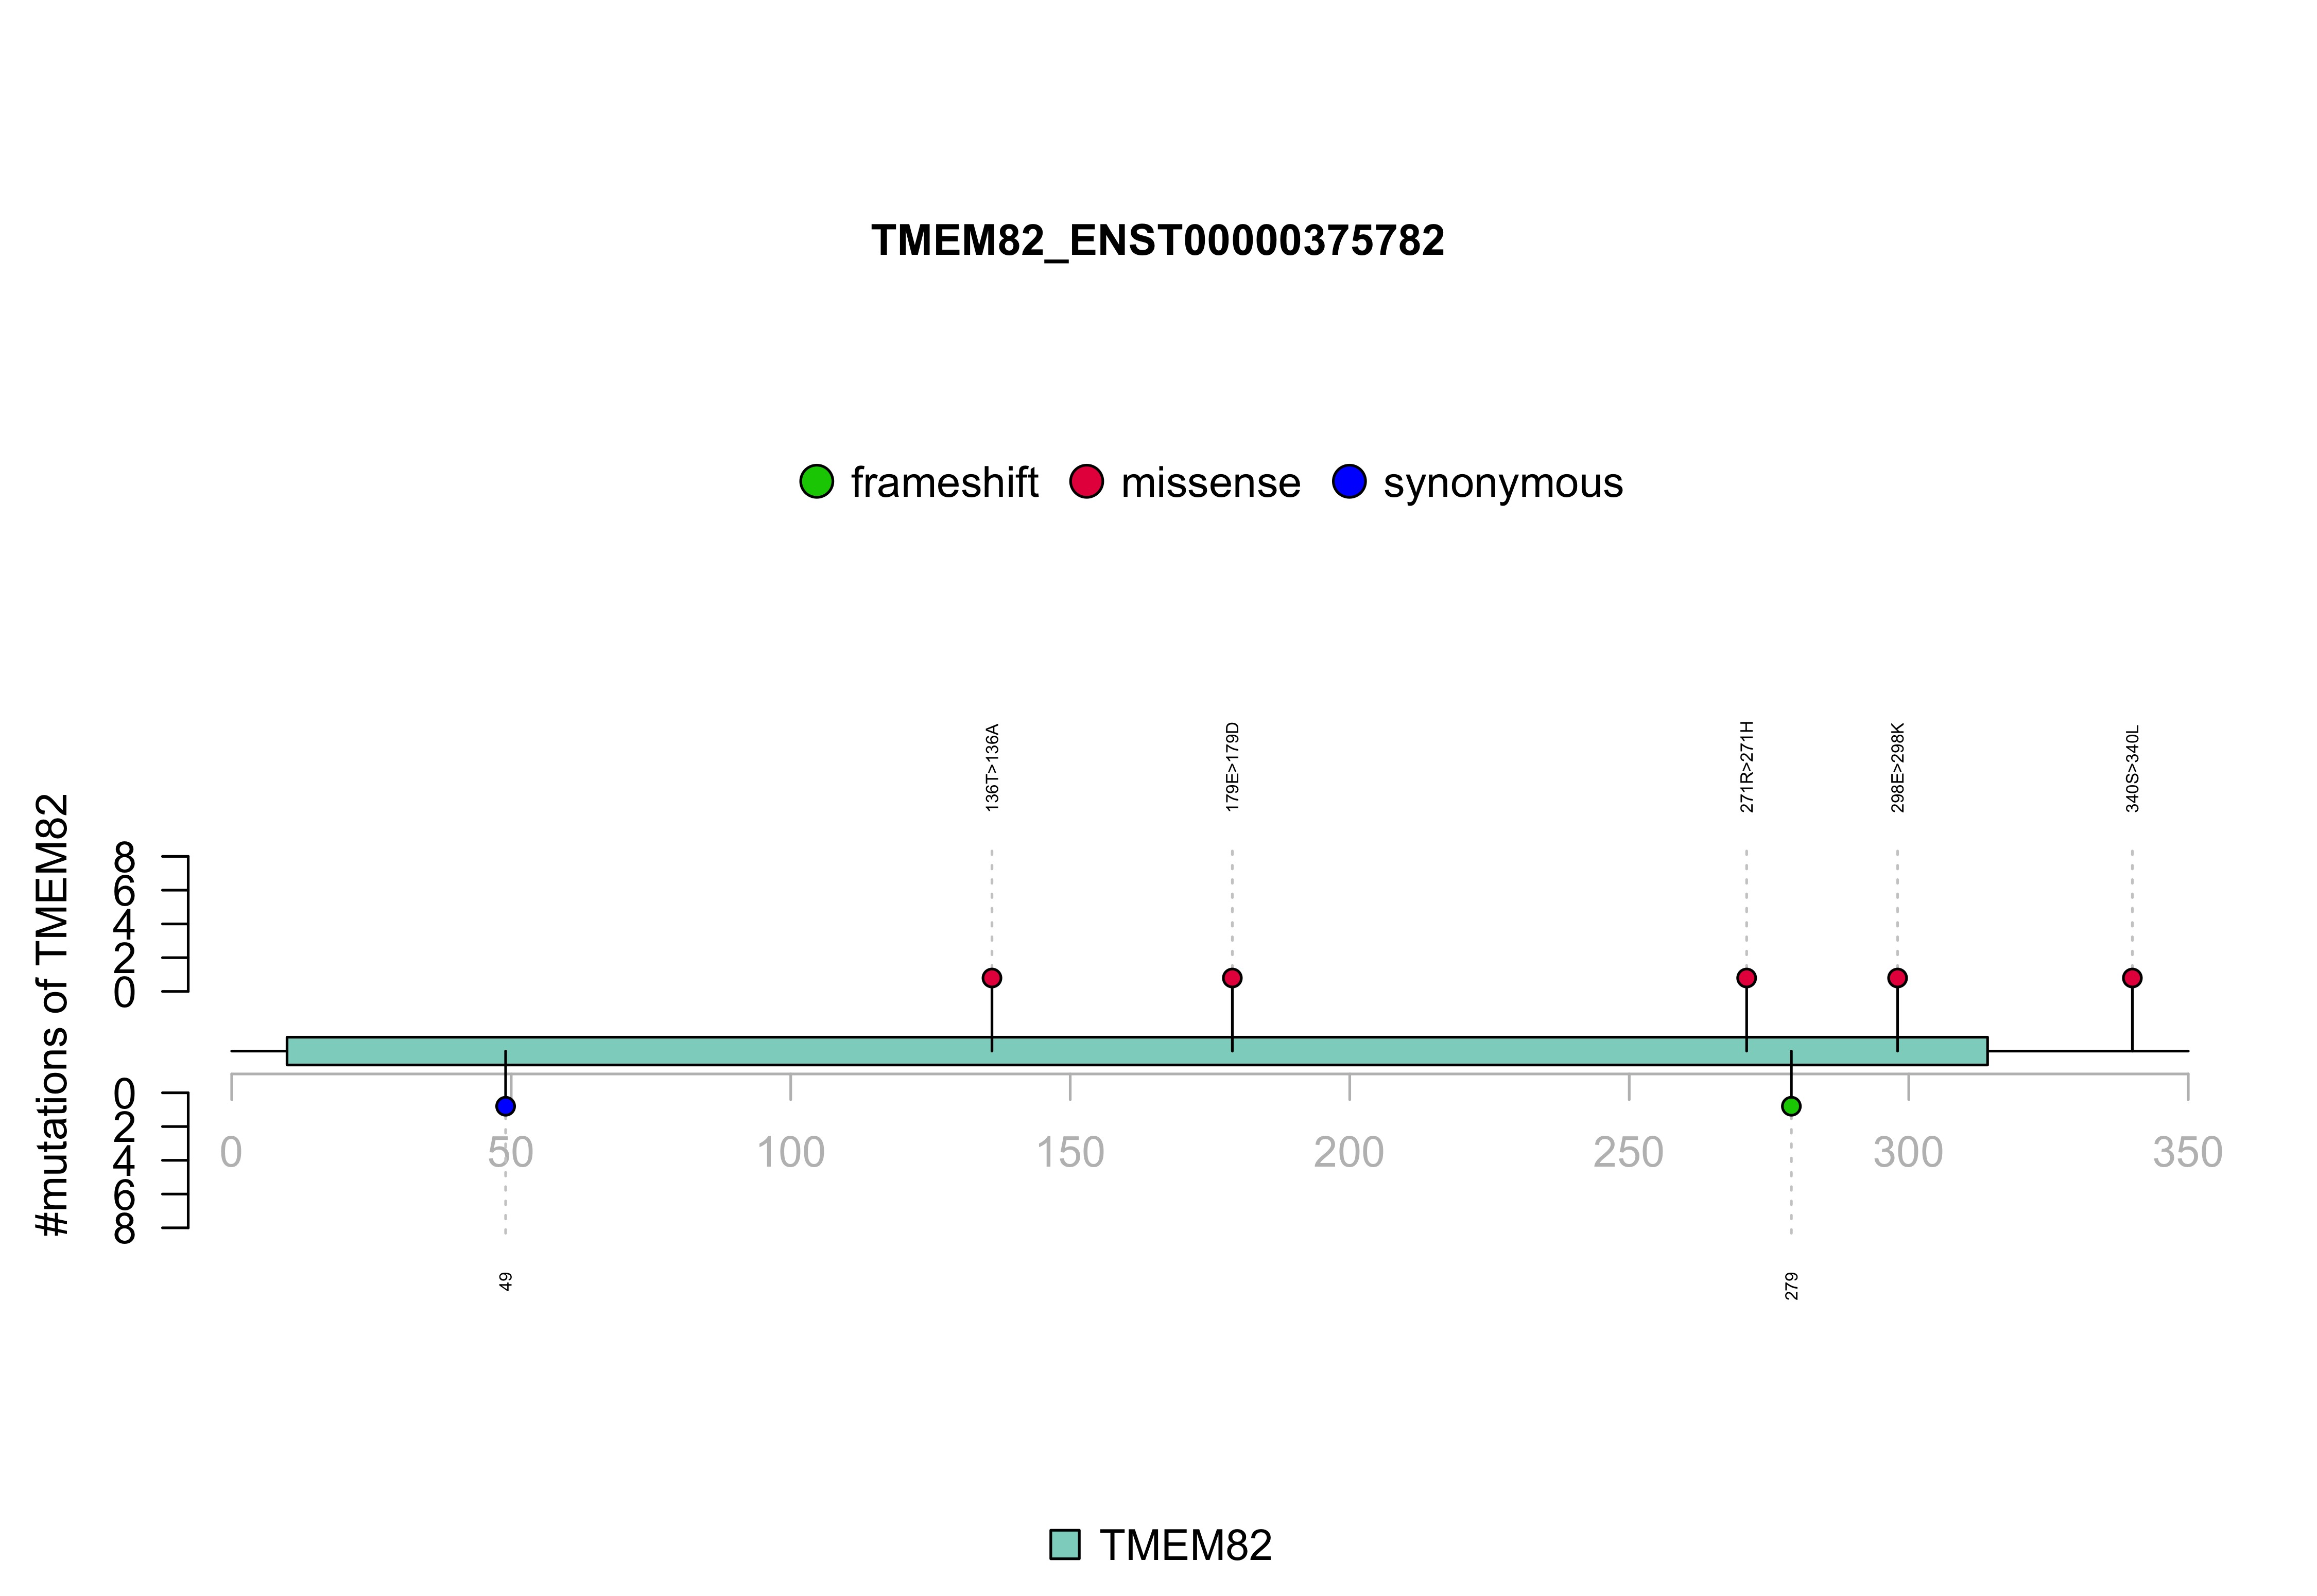 TMEM82_ENST00000375782
frameshift missense synonymous
136T>136A
179E>179D
271R>271H
298E>298K
340S>340L
#mutations of TMEM82
8
6
4
2
0
0
2
4
6
8
0 50 100 150 200 250 300 350
49
279
TMEM82